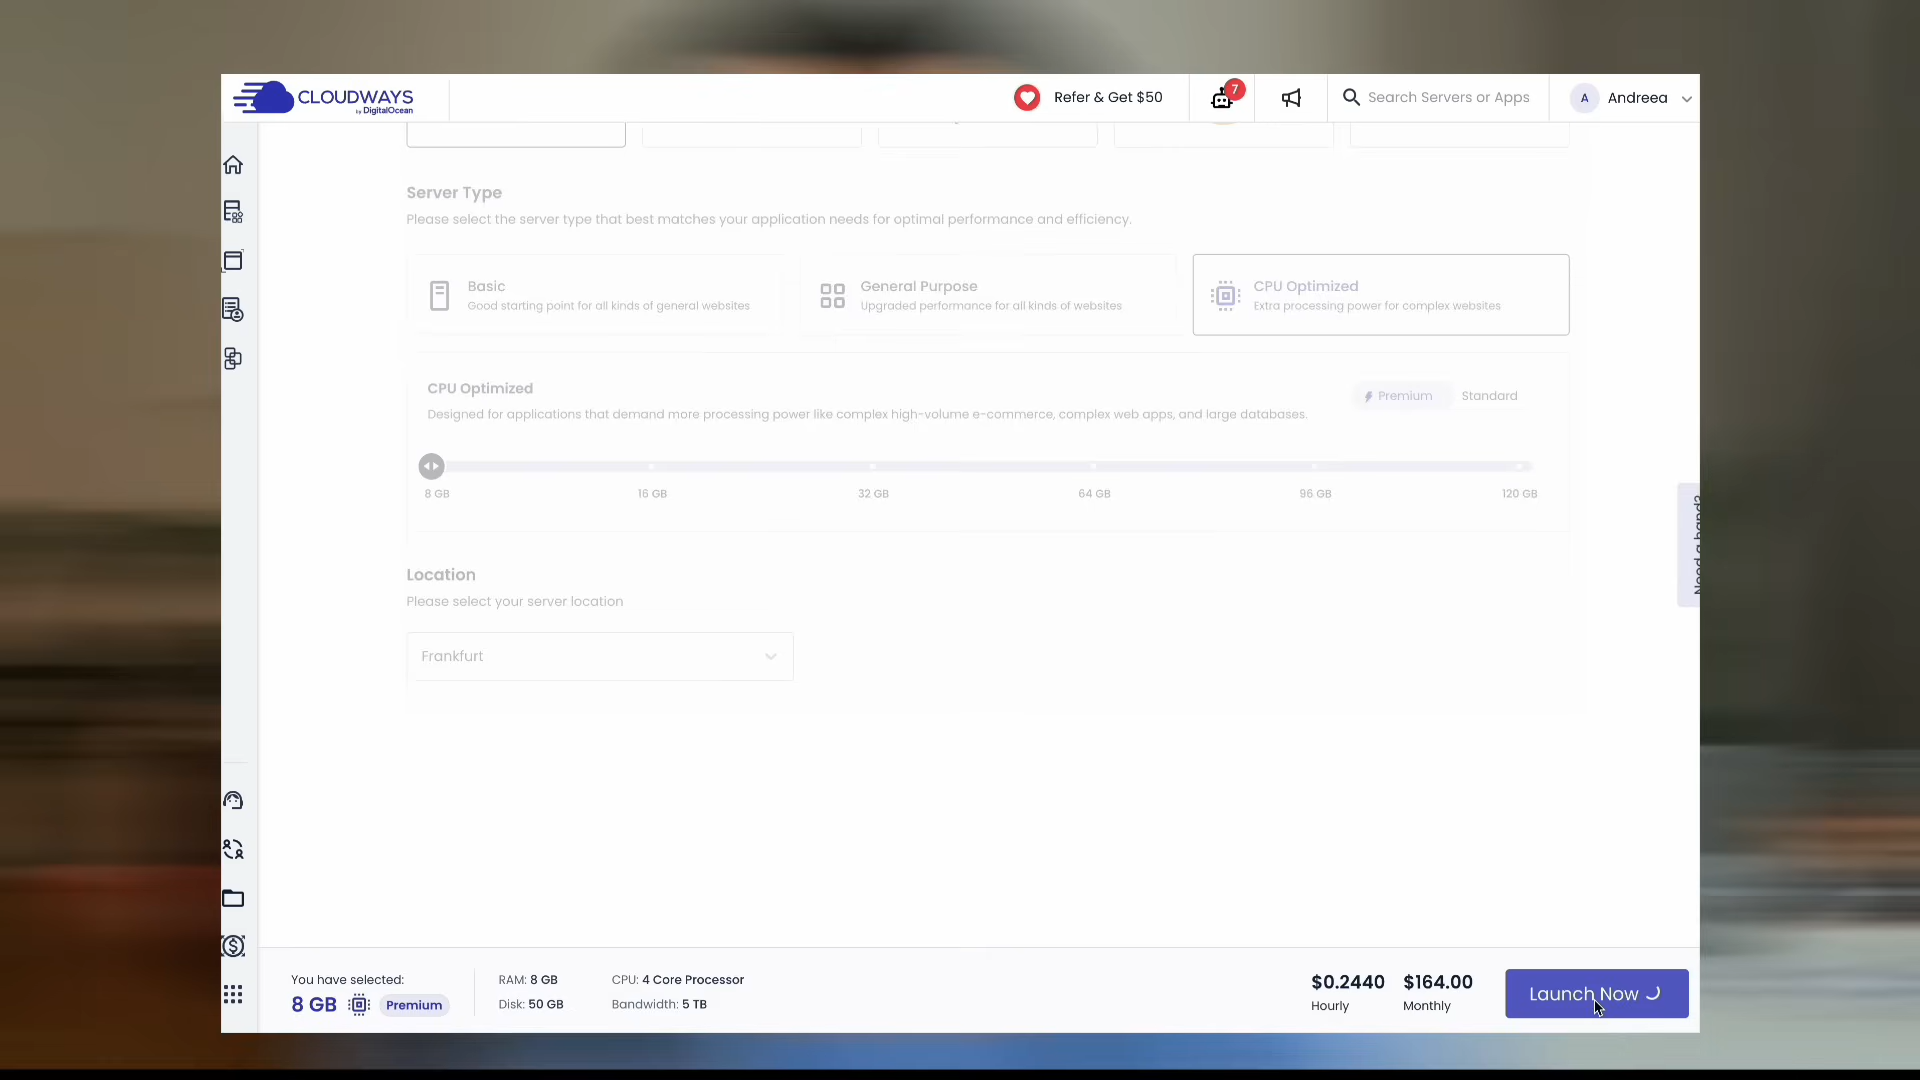 CLOUDWAYS
by DigitalOcean
Refer & Get $50
7
Search Servers or Apps
A
Andreea
Server Type
Please select the server type that best matches your application needs for optimal performance and efficiency.
Basic
Good starting point for all kinds of general websites
General Purpose
Upgraded performance for all kinds of websites
CPU Optimized
Extra processing power for complex websites
CPU Optimized
Premium
Standard
Designed for applications that demand more processing power like complex high-volume e-commerce, complex web apps, and large databases.
8 GB
16 GB
32 GB
64 GB
96 GB
120 GB
Need a hand?
Location
Please select your server location
Frankfurt
You have selected:
8 GB
Premium
RAM: 8 GB
Disk: 50 GB
CPU: 4 Core Processor
Bandwidth: 5 TB
$0.2440
Hourly
$164.00
Monthly
Launch Now